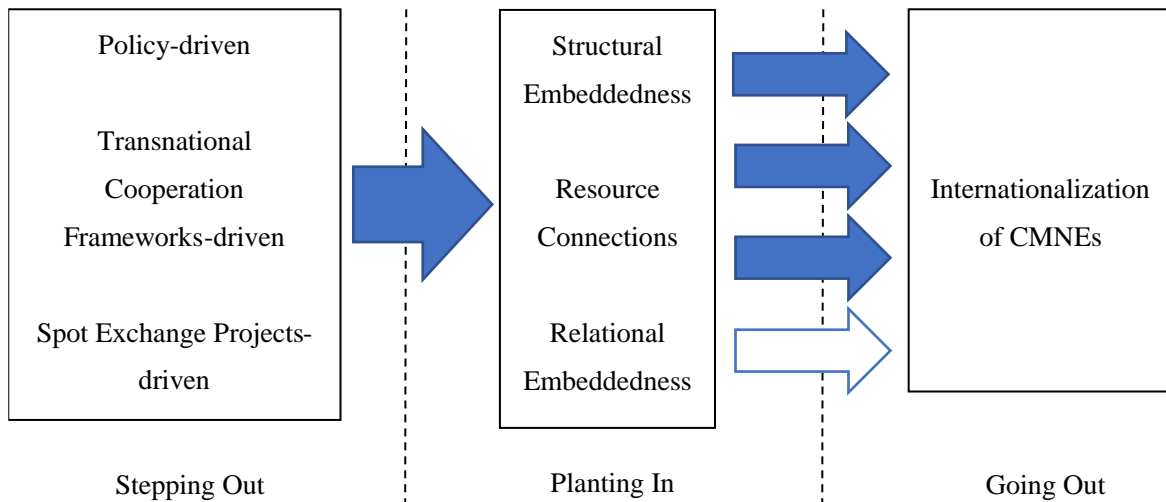 Policy-driven
Transnational
Cooperation
Frameworks-driven
Spot Exchange Projects-
driven
Structural
Embeddedness
Resource
Connections
Relational
Embeddedness
Internationalization
of CMNEs
Stepping Out
Planting In
Going Out